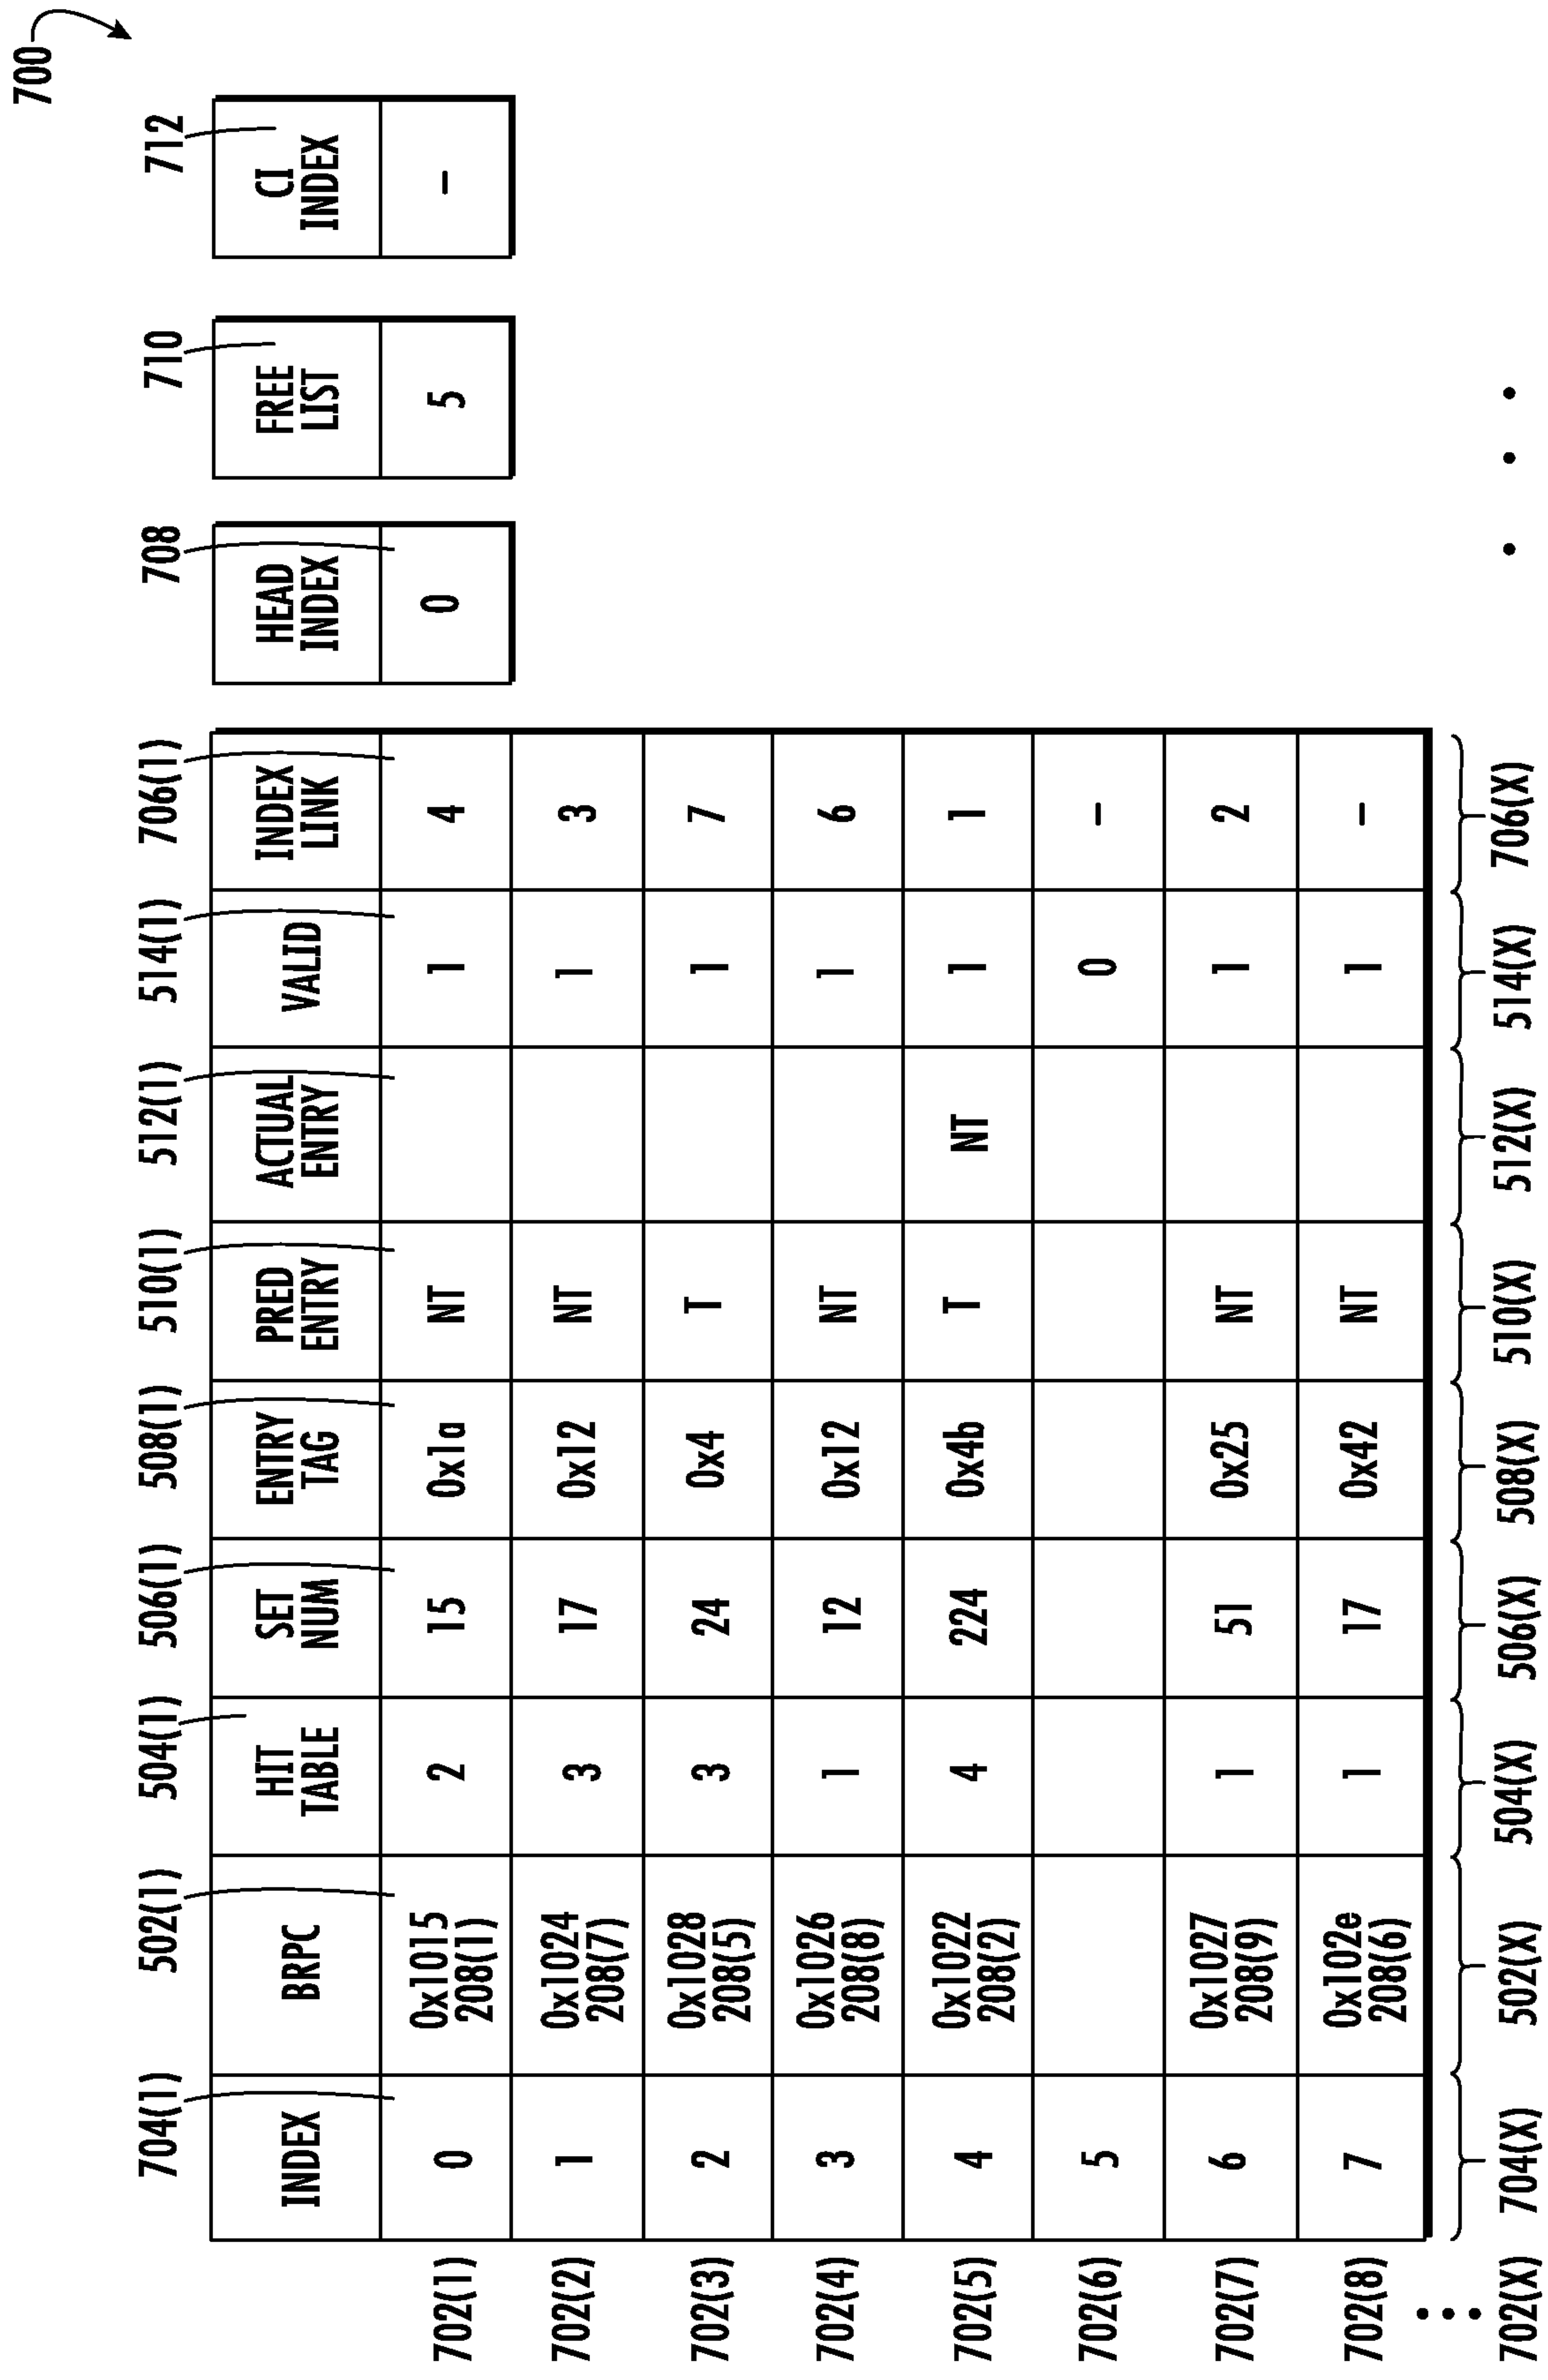 700
704(1) 502(1) 504(1) 506(1) 508(1) 510(1) 512(1) 514(1) 706(1) 708 710 712
INDEX BRPC HIT TABLE SET NUM ENTRY TAG PRED ENTRY ACTUAL ENTRY VALID INDEX LINK HEAD INDEX FREE LIST CI INDEX
702(1) 0 0x1015 208(1) 2 15 0x1a NT 1 4 0 5 –
702(2) 1 0x1024 208(7) 3 17 0x12 NT 1 3
702(3) 2 0x1028 208(5) 3 24 0x4 T 1 7
702(4) 3 0x1026 208(8) 1 12 0x12 NT 1 6
702(5) 4 0x1022 208(2) 4 224 0x4b T NT 1 1
702(6) 5 0 –
702(7) 6 0x1027 208(9) 1 51 0x25 NT 1 2
702(8) 7 0x102e 208(6) 1 17 0x42 NT 1 –
702(X) 704(X) 502(X) 504(X) 506(X) 508(X) 510(X) 512(X) 514(X) 706(X) • • •